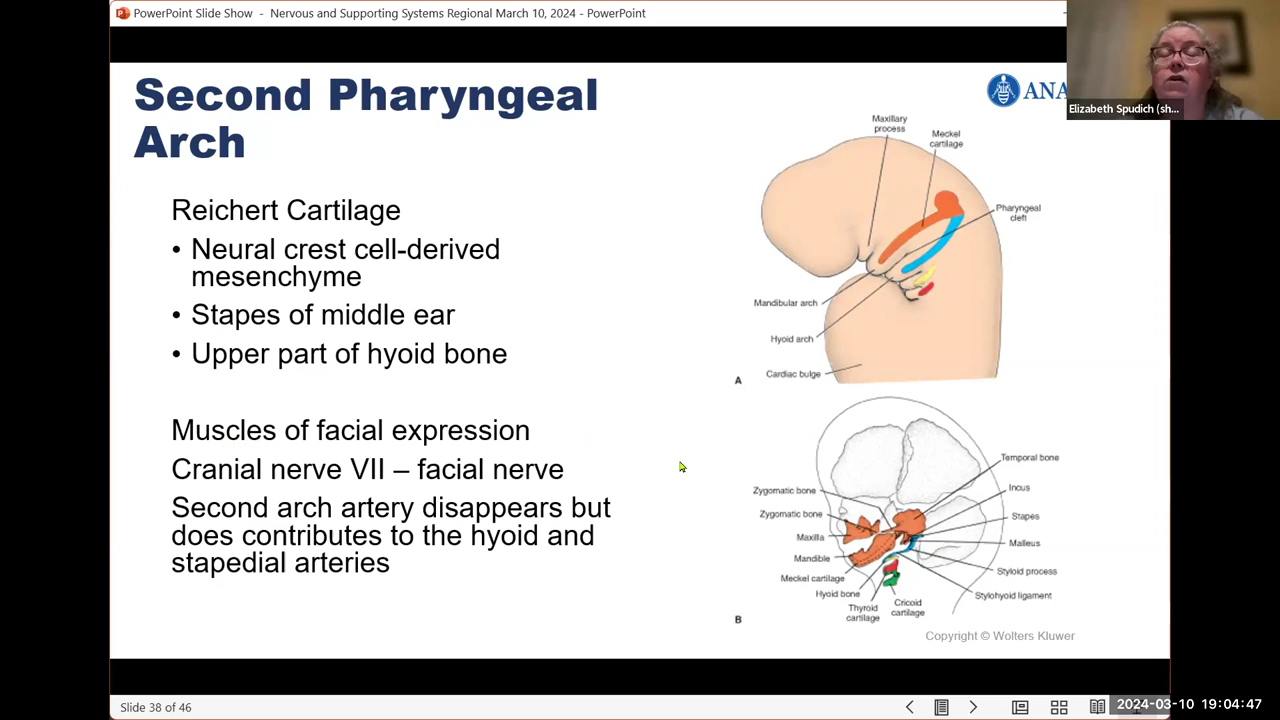 PowerPoint Slide Show - Nervous and Supporting Systems Regional March 10, 2024 - PowerPoint
Elizabeth Spudich (sh...
Second Pharyngeal
Arch
ANA
Reichert Cartilage
• Neural crest cell-derived
mesenchyme
• Stapes of middle ear
• Upper part of hyoid bone
Muscles of facial expression
Cranial nerve VII – facial nerve
Second arch artery disappears but
does contributes to the hyoid and
stapedial arteries
Maxillary
process
Meckel
cartilage
Pharyngeal
cleft
Mandibular arch
Hyoid arch
Cardiac bulge
A
Temporal bone
Zygomatic bone
Incus
Zygomatic bone
Stapes
Maxilla
Malleus
Mandible
Styloid process
Meckel cartilage
Hyoid bone
Stylohyoid ligament
Thyroid
cartilage
Cricoid
cartilage
B
Copyright © Wolters Kluwer
Slide 38 of 46
2024-03-10 19:04:47